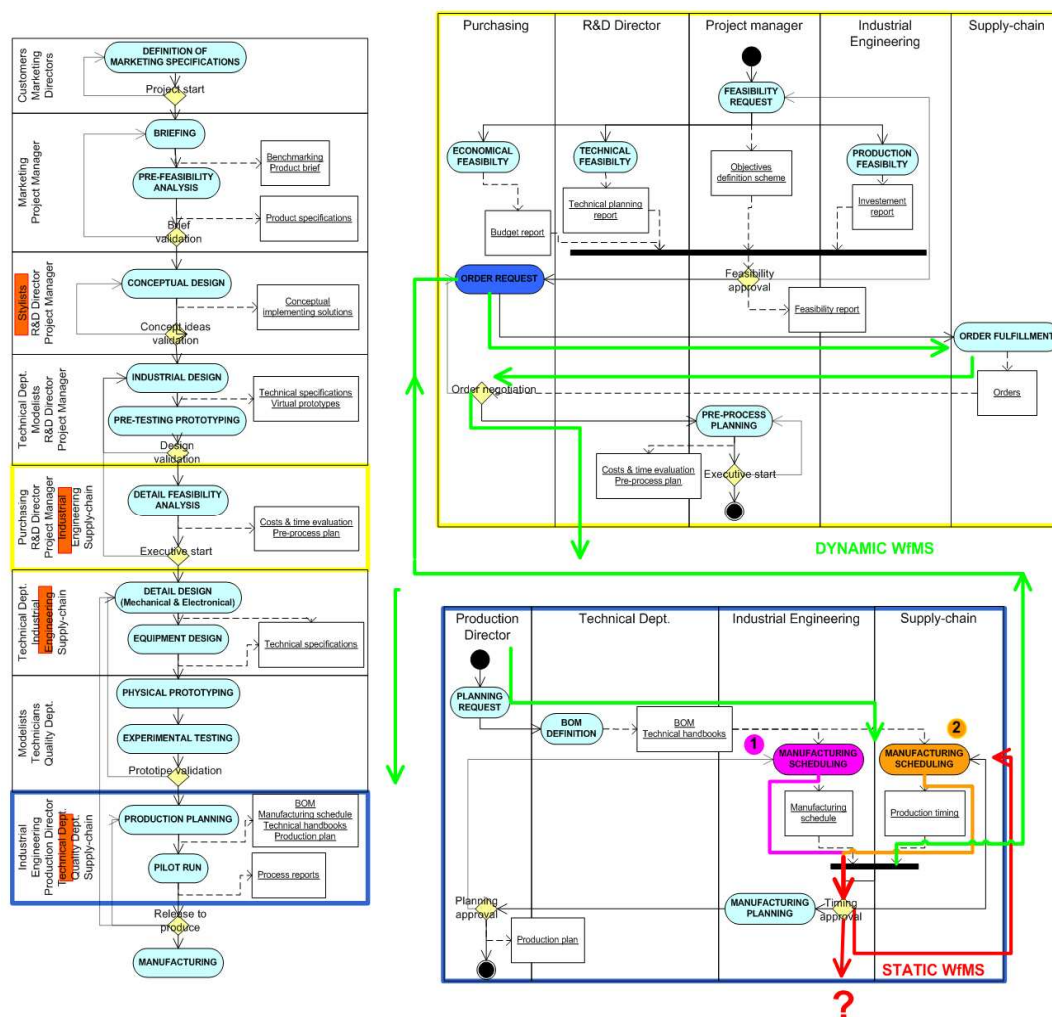 Customers
Marketing
Directors
DEFINITION OF
MARKETING SPECIFICATIONS
Project start
Marketing
Project Manager
BRIEFING
Benchmarking
Product brief
PRE-FEASIBILITY
ANALYSIS
Product specifications
Brief
validation
Stylists
R&D Director
Project Manager
CONCEPTUAL DESIGN
Conceptual
implementing solutions
Concept ideas
validation
Technical Dept.
Modelists
R&D Director
Project Manager
INDUSTRIAL DESIGN
Technical specifications
Virtual prototypes
PRE-TESTING PROTOTYPING
Design
validation
Purchasing
R&D Director
Project Manager
Industrial
Engineering
Supply-chain
DETAIL FEASIBILITY
ANALYSIS
Costs & time evaluation
Pre-process plan
Executive start
Technical Dept.
Industrial
Engineering
Supply-chain
DETAIL DESIGN
(Mechanical & Electronical)
EQUIPMENT DESIGN
Technical specifications
Modelists
Technicians
Quality Dept.
PHYSICAL PROTOTYPING
EXPERIMENTAL TESTING
Prototipe validation
Industrial
Engineering
Production Director
Technical Dept.
Quality Dept.
Supply-chain
PRODUCTION PLANNING
BOM
Manufacturing schedule
Technical handbooks
Production plan
PILOT RUN
Process reports
Release to
produce
MANUFACTURING
Purchasing
R&D Director
Project manager
Industrial
Engineering
Supply-chain
FEASIBILITY
REQUEST
ECONOMICAL
FEASIBILTY
TECHNICAL
FEASIBILTY
Objectives
definition scheme
PRODUCTION
FEASIBILTY
Technical planning
report
Investement
report
Budget report
ORDER REQUEST
Feasibility
approval
Feasibility report
ORDER FULFILLMENT
Order negotiation
Orders
PRE-PROCESS
PLANNING
Costs & time evaluation
Pre-process plan
Executive start
DYNAMIC WfMS
Production
Director
Technical Dept.
Industrial Engineering
Supply-chain
PLANNING
REQUEST
BOM
DEFINITION
BOM
Technical handbooks
1
2
MANUFACTURING
SCHEDULING
MANUFACTURING
SCHEDULING
Manufacturing
schedule
Production timing
Planning
approval
MANUFACTURING
PLANNING
Timing
approval
Production plan
STATIC WfMS
?